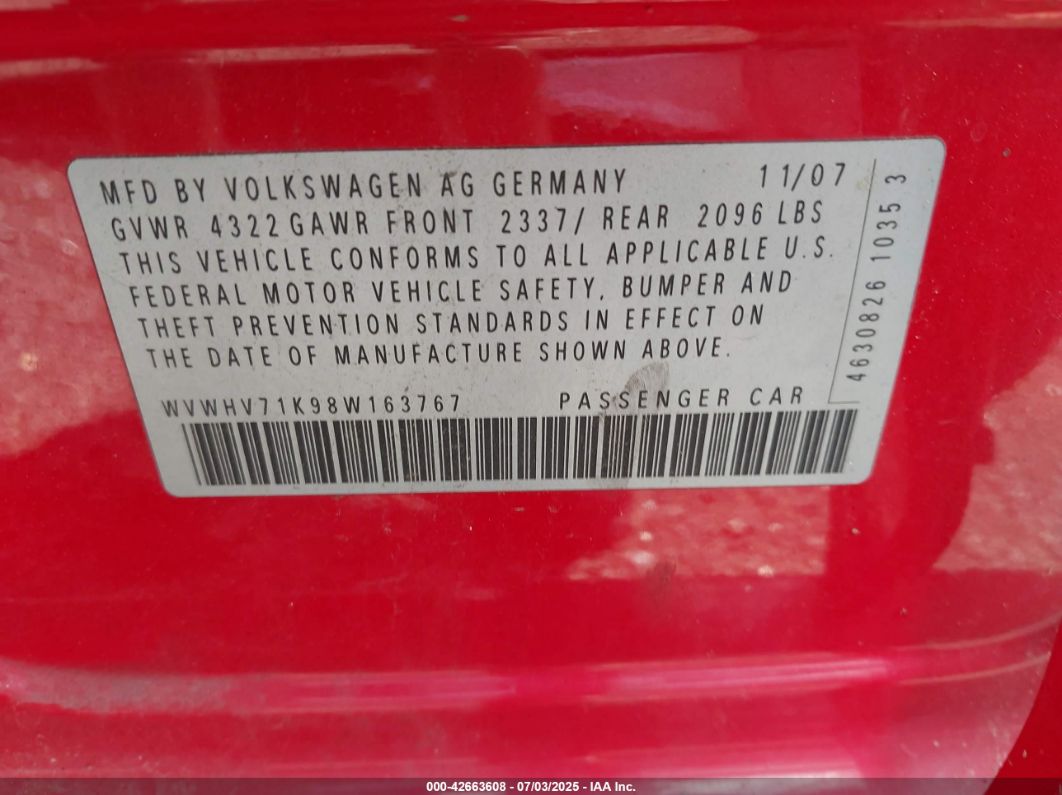 MFD BY VOLKSWAGEN AG GERMANY 11/07
GVWR 4322 GAWR FRONT 2337/ REAR 2096 LBS
THIS VEHICLE CONFORMS TO ALL APPLICABLE U.S.
FEDERAL MOTOR VEHICLE SAFETY, BUMPER AND
THEFT PREVENTION STANDARDS IN EFFECT ON
THE DATE OF MANUFACTURE SHOWN ABOVE.
WVWHV71K98W163767 PASSENGER CAR
4630826 1035 3
000-42663608 - 07/03/2025 - IAA Inc.